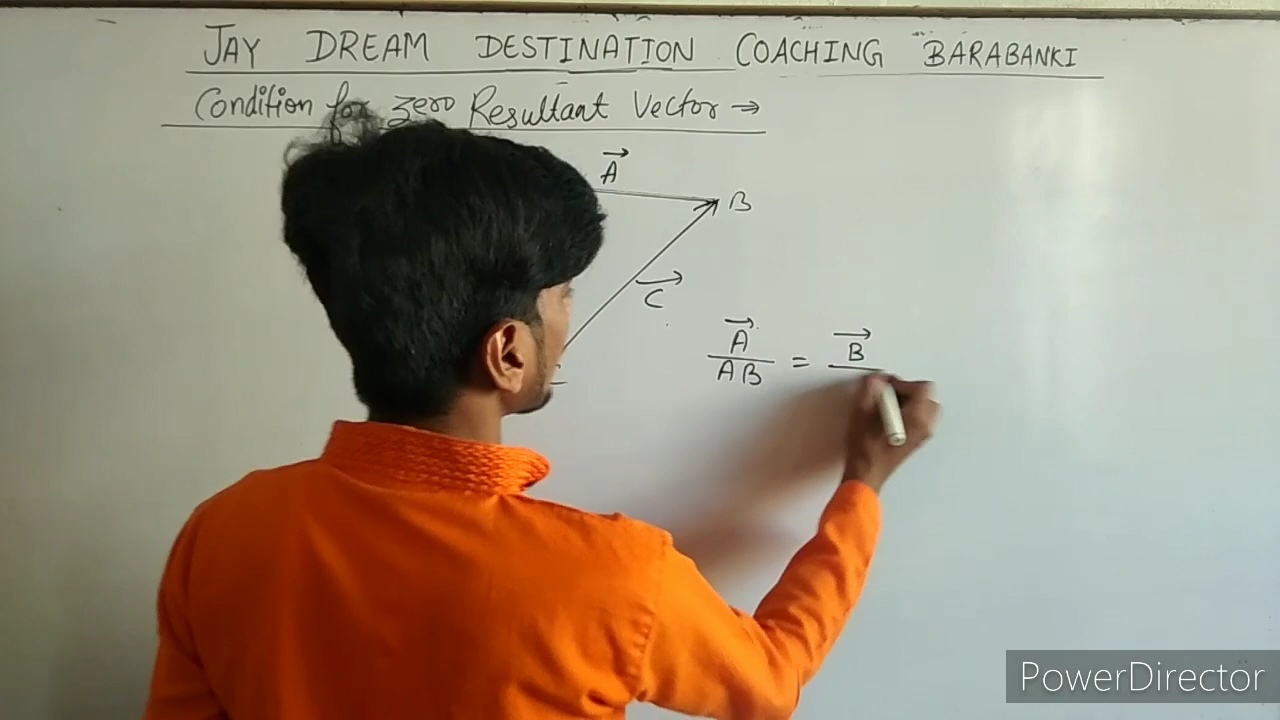 JAY DREAM DESTINATION COACHING BARABANKI
Condition for zero Resultant Vector →
A
B
C
A
AB = B
PowerDirector